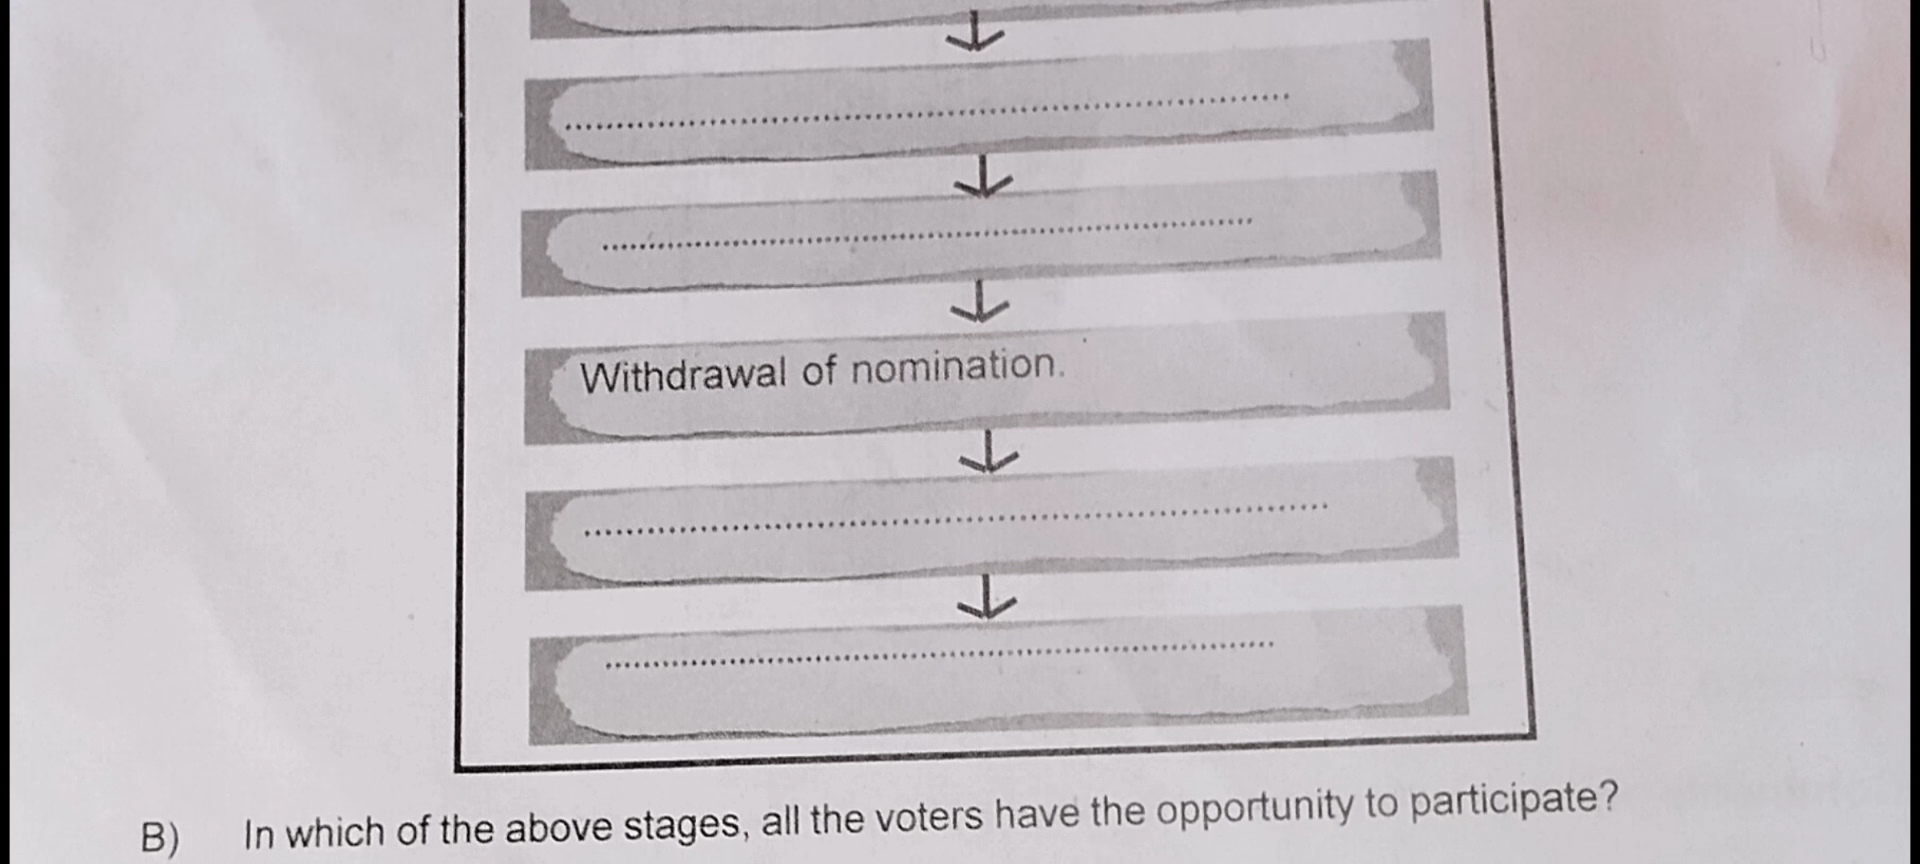 Withdrawal of nomination.
B) In which of the above stages, all the voters have the opportunity to participate?